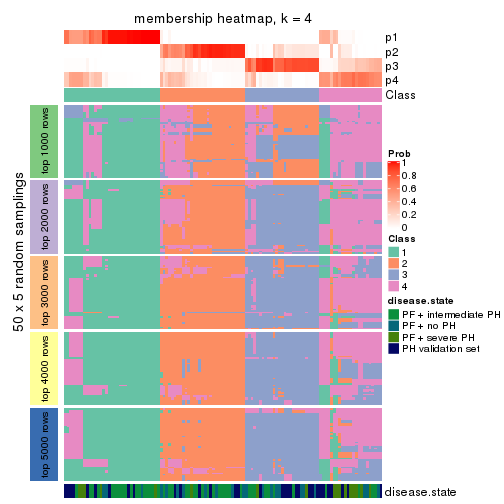 membership heatmap, k = 4
p1
p2
p3
p4
Class
50 x 5 random samplings
top 1000 rows
top 2000 rows
top 3000 rows
top 4000 rows
top 5000 rows
Prob
1
0.8
0.6
0.4
0.2
0
Class
1
2
3
4
disease.state
PF + intermediate PH
PF + no PH
PF + severe PH
PH validation set
disease.state